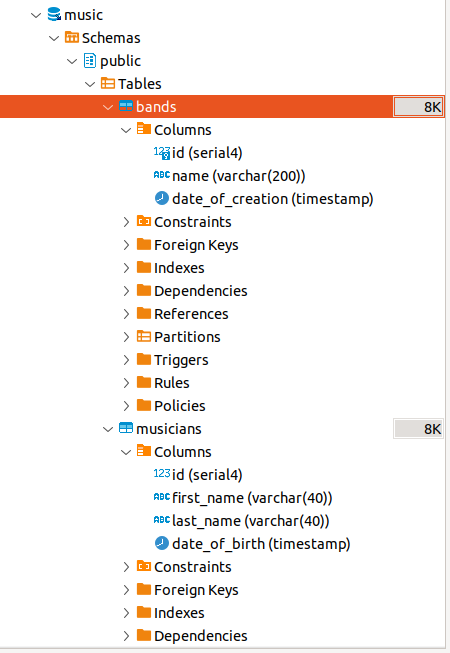 music
Schemas
public
Tables
bands 8K
Columns
123 id (serial4)
ABC name (varchar(200))
date_of_creation (timestamp)
Constraints
Foreign Keys
Indexes
Dependencies
References
Partitions
Triggers
Rules
Policies
musicians 8K
Columns
123 id (serial4)
ABC first_name (varchar(40))
ABC last_name (varchar(40))
date_of_birth (timestamp)
Constraints
Foreign Keys
Indexes
Dependencies